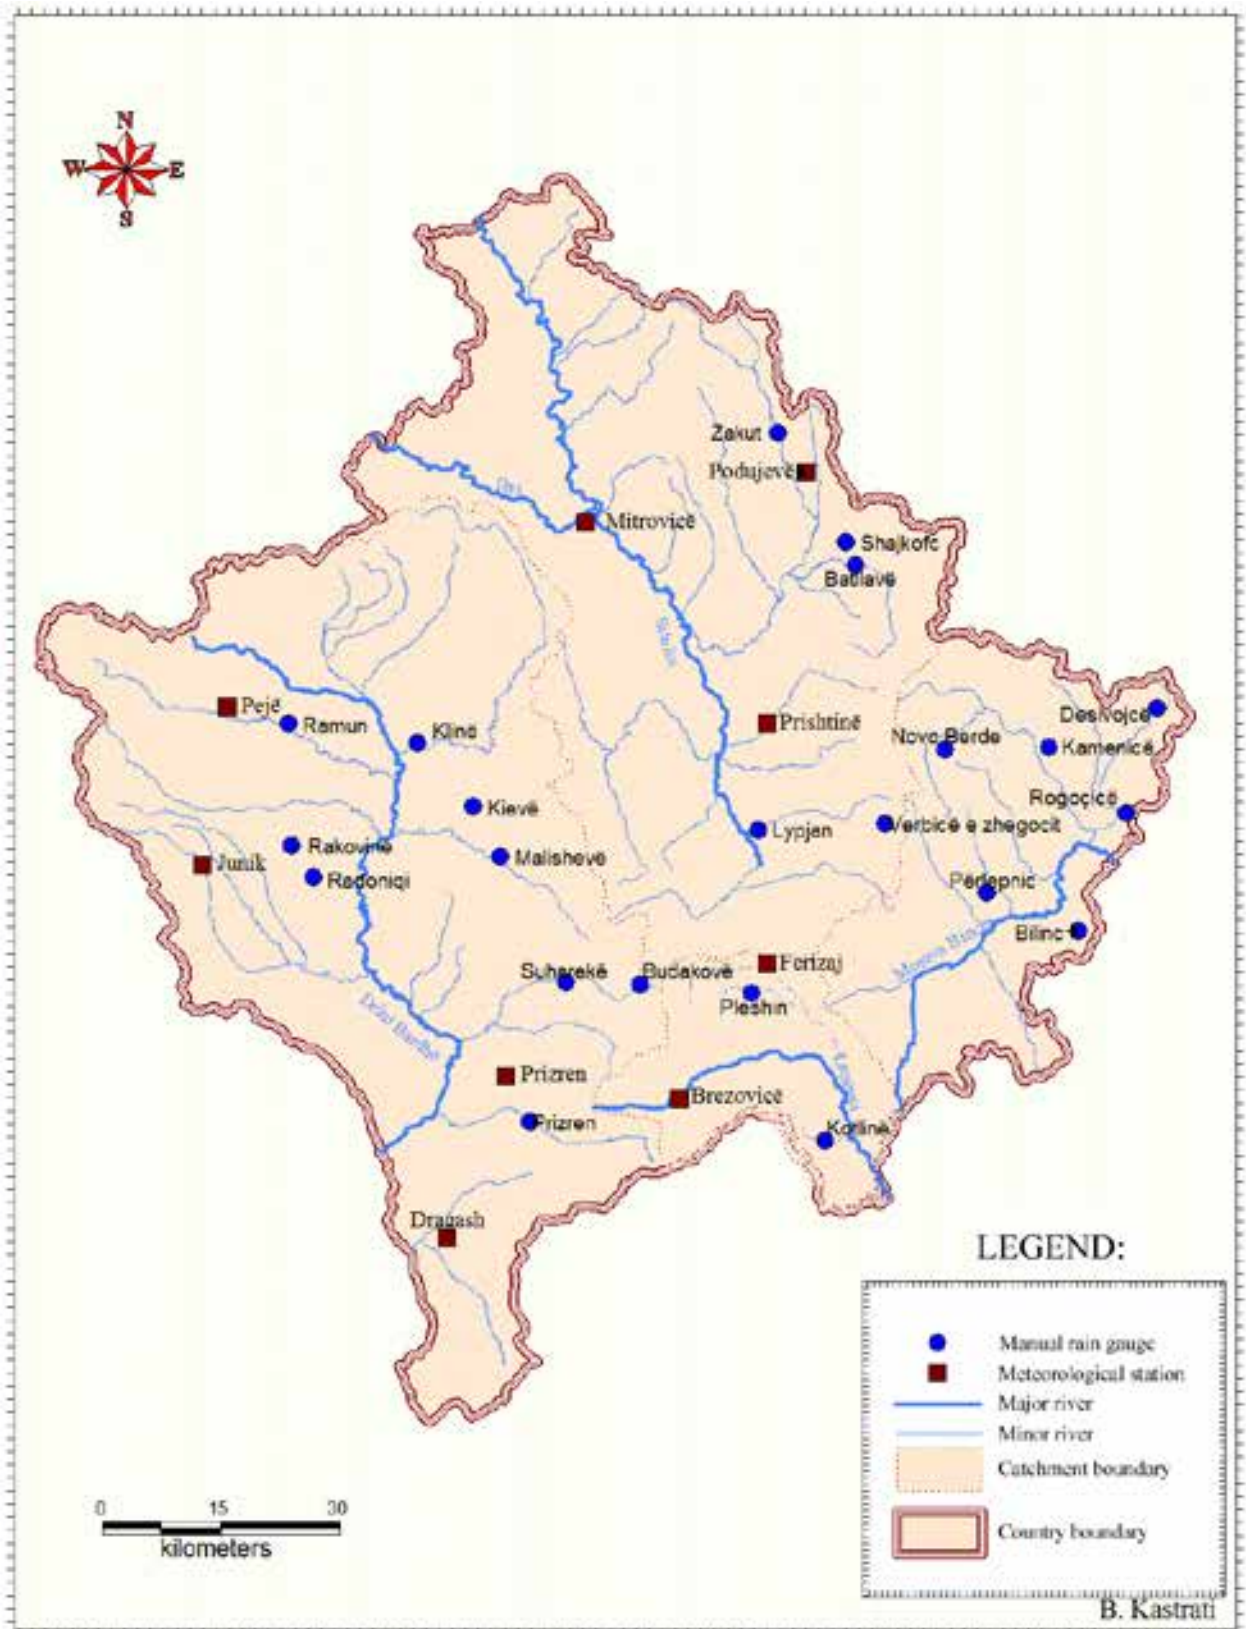 N
W E
S
Zakut
Podujevë
Mitrovicë
Shajkofc
Batllavë
Pejë
Ramun
Klinë
Prishtinë
Novo Berde
Desivojcë
Kamenicë
Rogoçicë
Kievë
Lypjan
Verbicë e zhegocit
Junik
Rakovinë
Radoniqi
Malishevë
Përlepnic
Bilinc
Suharekë
Budakovë
Ferizaj
Pleshin
Prizren
Brezovicë
Prizren
Kotlinë
Dragash
LEGEND:
Manual rain gauge
Meteorological station
Major river
Minor river
Catchment boundary
Country boundary
0 15 30
kilometers
B. Kastrati